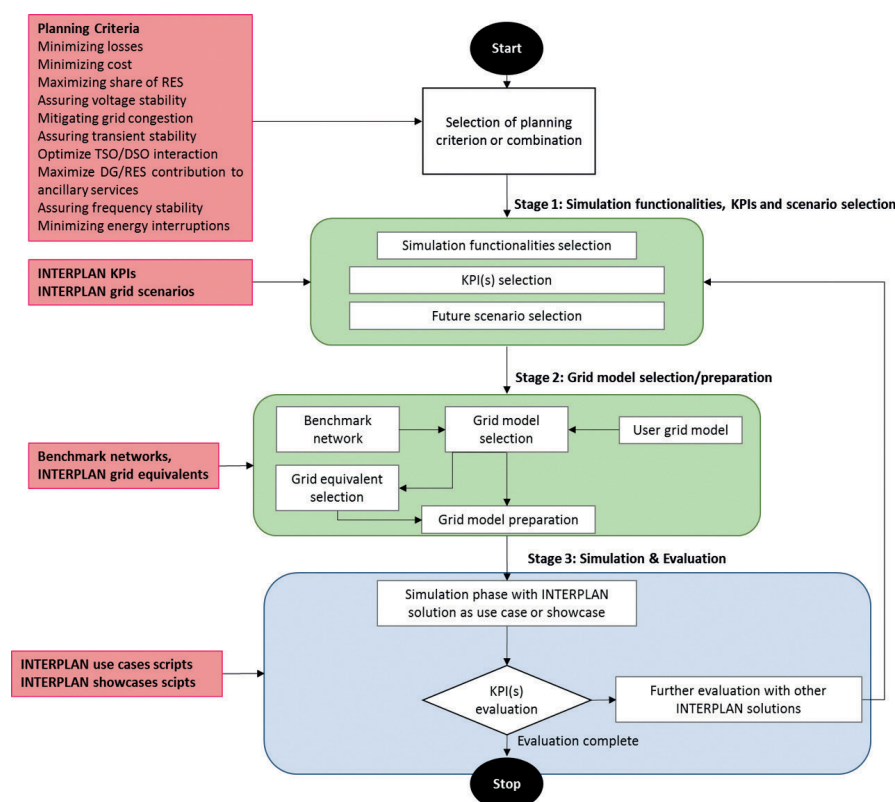 Planning Criteria
Minimizing losses
Minimizing cost
Maximizing share of RES
Assuring voltage stability
Mitigating grid congestion
Assuring transient stability
Optimize TSO/DSO interaction
Maximize DG/RES contribution to
ancillary services
Assuring frequency stability
Minimizing energy interruptions
Start
Selection of planning
criterion or combination
Stage 1: Simulation functionalities, KPIs and scenario selection
INTERPLAN KPIs
INTERPLAN grid scenarios
Simulation functionalities selection
KPI(s) selection
Future scenario selection
Stage 2: Grid model selection/preparation
Benchmark networks,
INTERPLAN grid equivalents
Benchmark
network
Grid model
selection
User grid model
Grid equivalent
selection
Grid model preparation
Stage 3: Simulation & Evaluation
INTERPLAN use cases scripts
INTERPLAN showcases scipts
Simulation phase with INTERPLAN
solution as use case or showcase
KPI(s)
evaluation
Further evaluation with other
INTERPLAN solutions
Evaluation complete
Stop